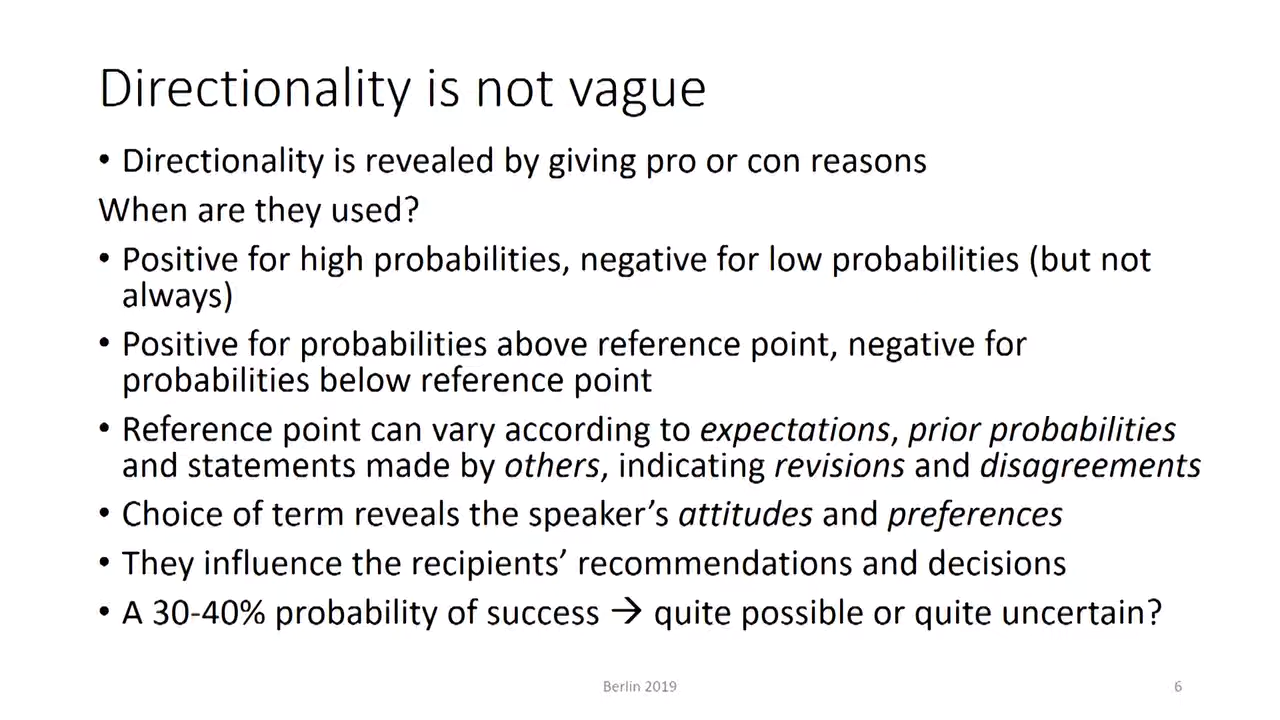 Directionality is not vague
• Directionality is revealed by giving pro or con reasons
When are they used?
• Positive for high probabilities, negative for low probabilities (but not
always)
• Positive for probabilities above reference point, negative for
probabilities below reference point
• Reference point can vary according to expectations, prior probabilities
and statements made by others, indicating revisions and disagreements
• Choice of term reveals the speaker’s attitudes and preferences
• They influence the recipients’ recommendations and decisions
• A 30-40% probability of success → quite possible or quite uncertain?
Berlin 2019
6